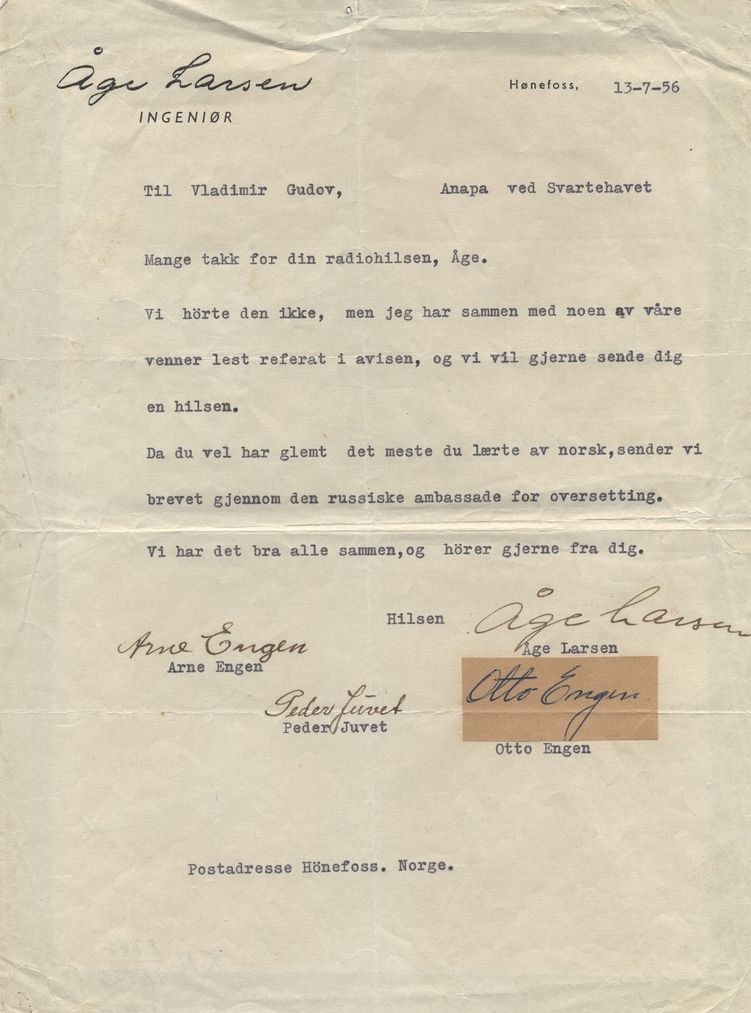 Åge Larsen
INGENIØR
Hønefoss, 13-7-56
Til Vladimir Gudov, Anapa ved Svartehavet
Mange takk for din radiohilsen, Åge.
Vi hörte den ikke, men jeg har sammen med noen av våre
venner lest referat i avisen, og vi vil gjerne sende dig
en hilsen.
Da du vel har glemt det meste du lærte av norsk,sender vi
brevet gjennom den russiske ambassade for oversetting.
Vi har det bra alle sammen,og hörer gjerne fra dig.
Hilsen Åge Larsen
Åge Larsen
Arne Engen
Arne Engen
Otto Engen
Peder Juvet
Peder Juvet
Otto Engen
Postadresse Hönefoss. Norge.